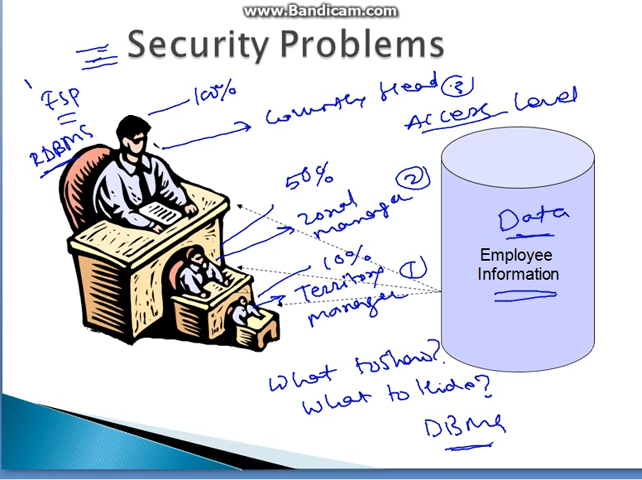 www.Bandicam.com
Security Problems
FSP
RDBMS
100%
Country Head 3
Access Level
50%
Zonal
manager 2
10%
Territory
manager 1
Data
Employee
Information
What to show?
What to Hide?
DBMS